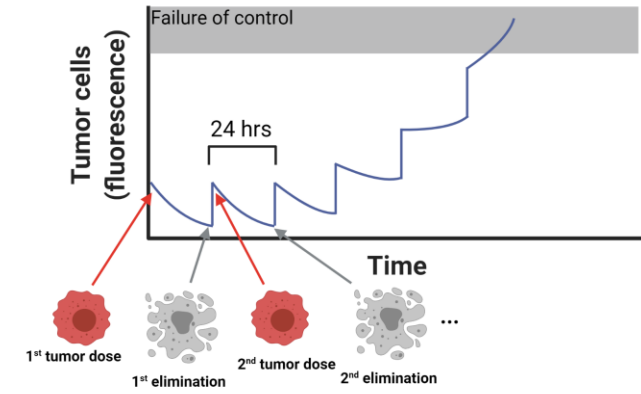 Failure of control
Tumor cells
(fluorescence)
24 hrs
Time
1st tumor dose
1st elimination
2nd tumor dose
2nd elimination
...